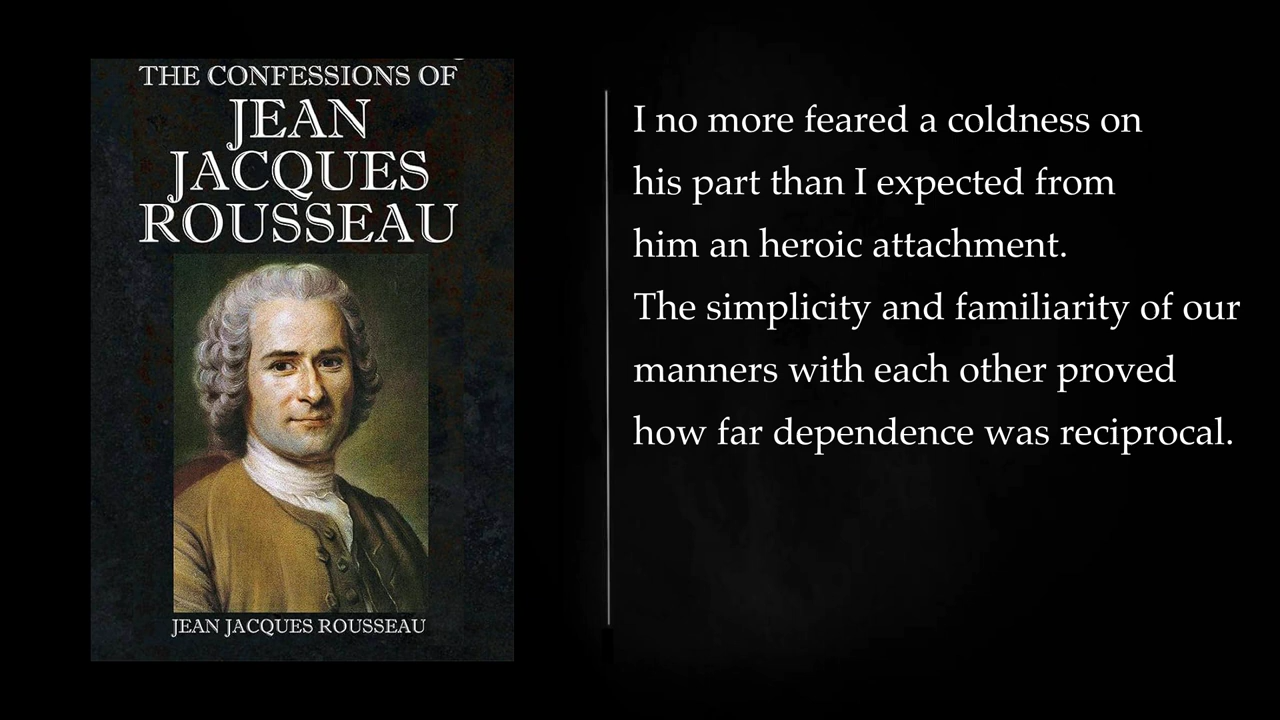 THE CONFESSIONS OF
JEAN
JACQUES
ROUSSEAU
JEAN JACQUES ROUSSEAU
I no more feared a coldness on
his part than I expected from
him an heroic attachment.
The simplicity and familiarity of our
manners with each other proved
how far dependence was reciprocal.